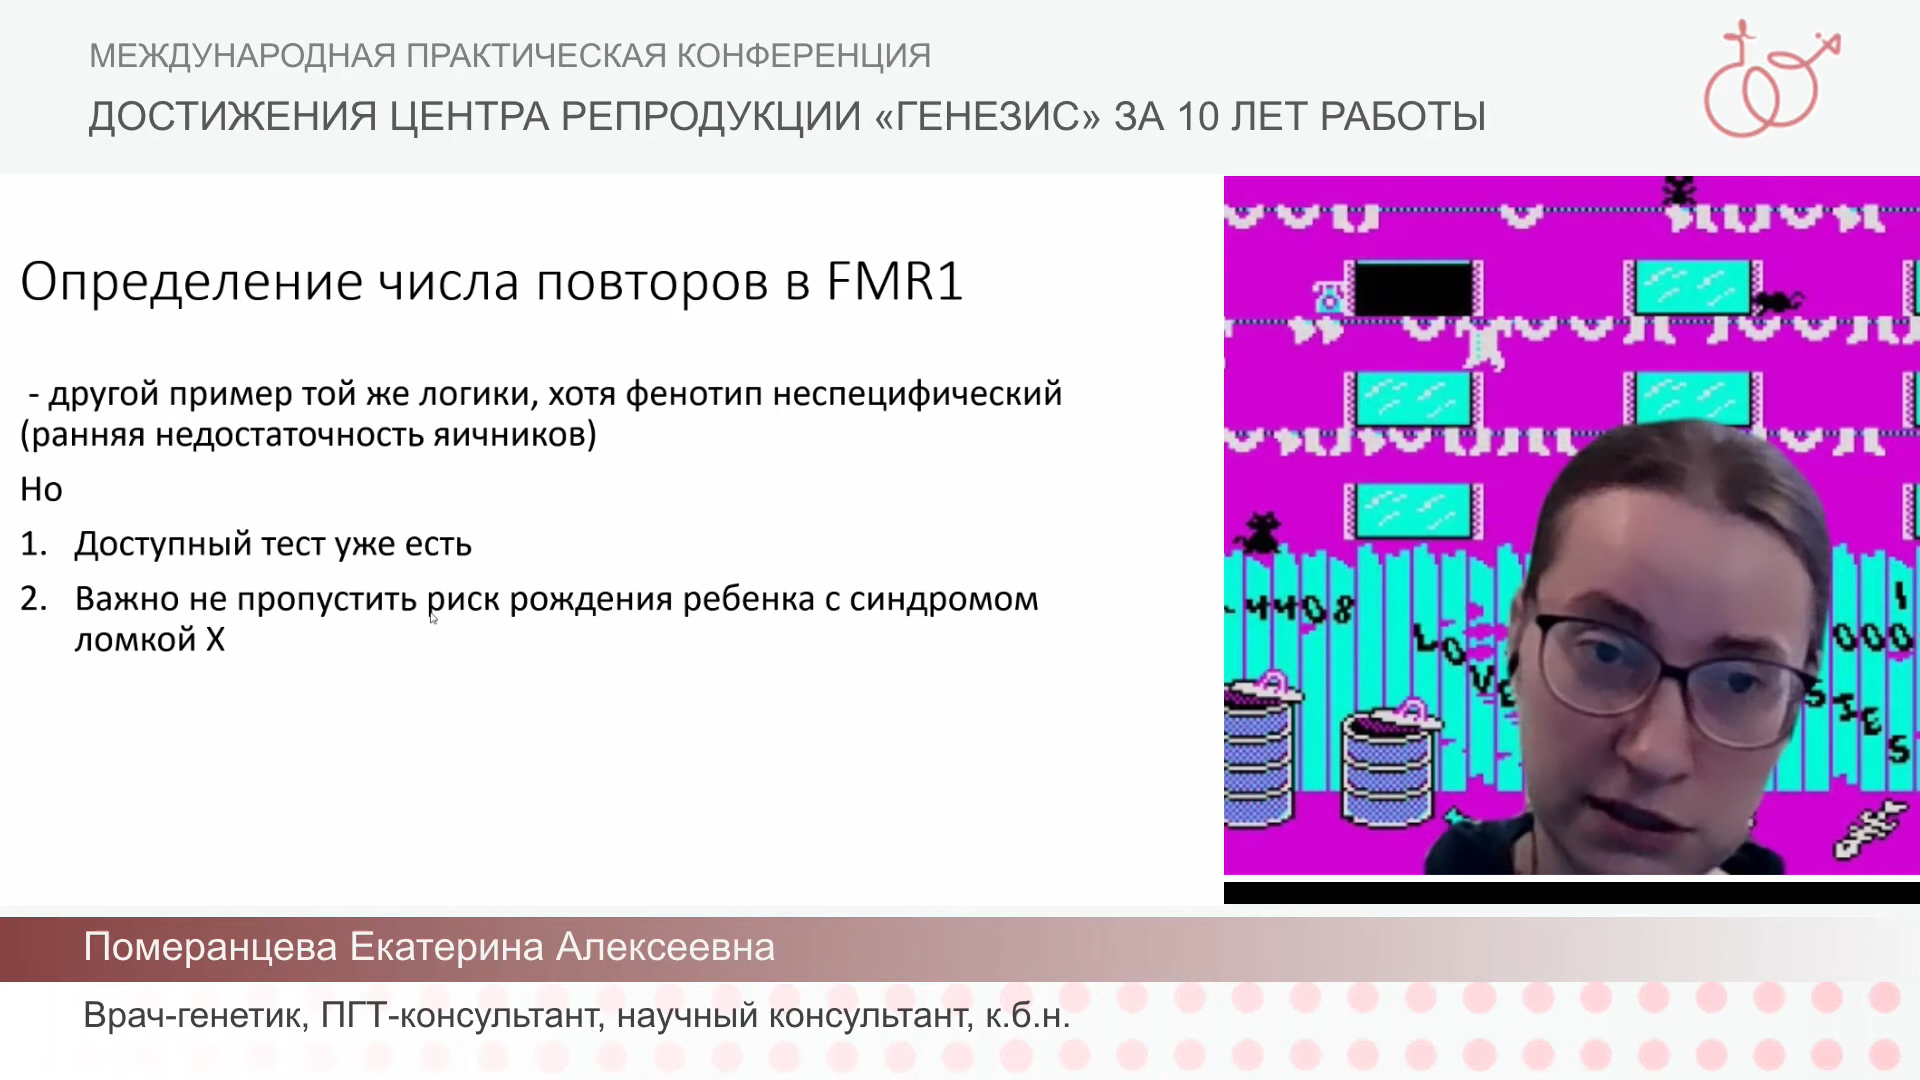 МЕЖДУНАРОДНАЯ ПРАКТИЧЕСКАЯ КОНФЕРЕНЦИЯ
ДОСТИЖЕНИЯ ЦЕНТРА РЕПРОДУКЦИИ «ГЕНЕЗИС» ЗА 10 ЛЕТ РАБОТЫ
Определение числа повторов в FMR1
- другой пример той же логики, хотя фенотип неспецифический
(ранняя недостаточность яичников)
Но
1. Доступный тест уже есть
2. Важно не пропустить риск рождения ребенка с синдромом
ломкой Х
4408
000
Померанцева Екатерина Алексеевна
Врач-генетик, ПГТ-консультант, научный консультант, к.б.н.